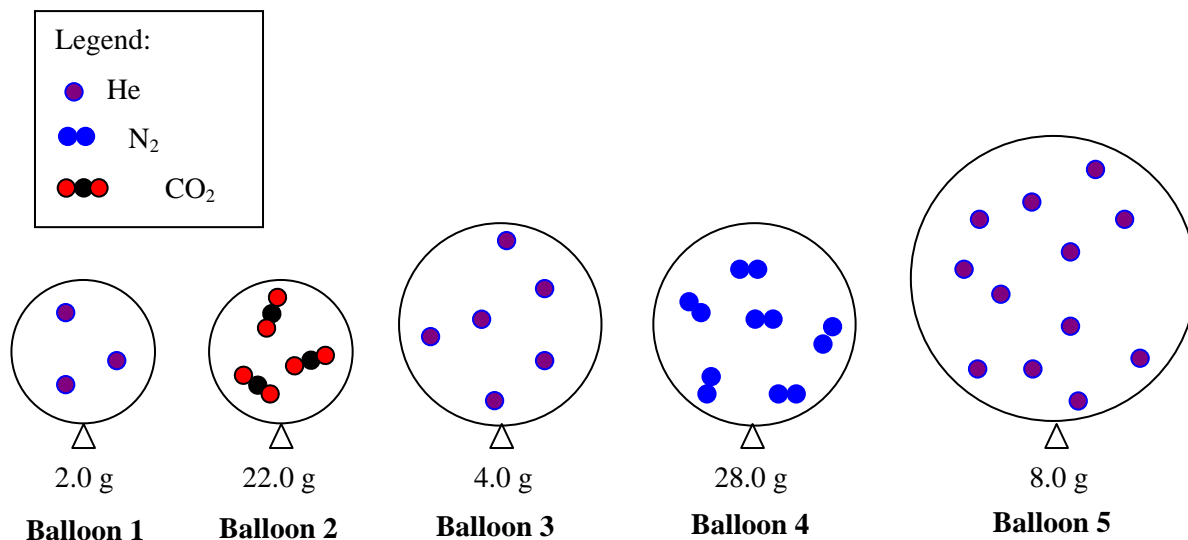 Legend:
He
N₂
CO₂
2.0 g
22.0 g
4.0 g
28.0 g
8.0 g
Balloon 1
Balloon 2
Balloon 3
Balloon 4
Balloon 5